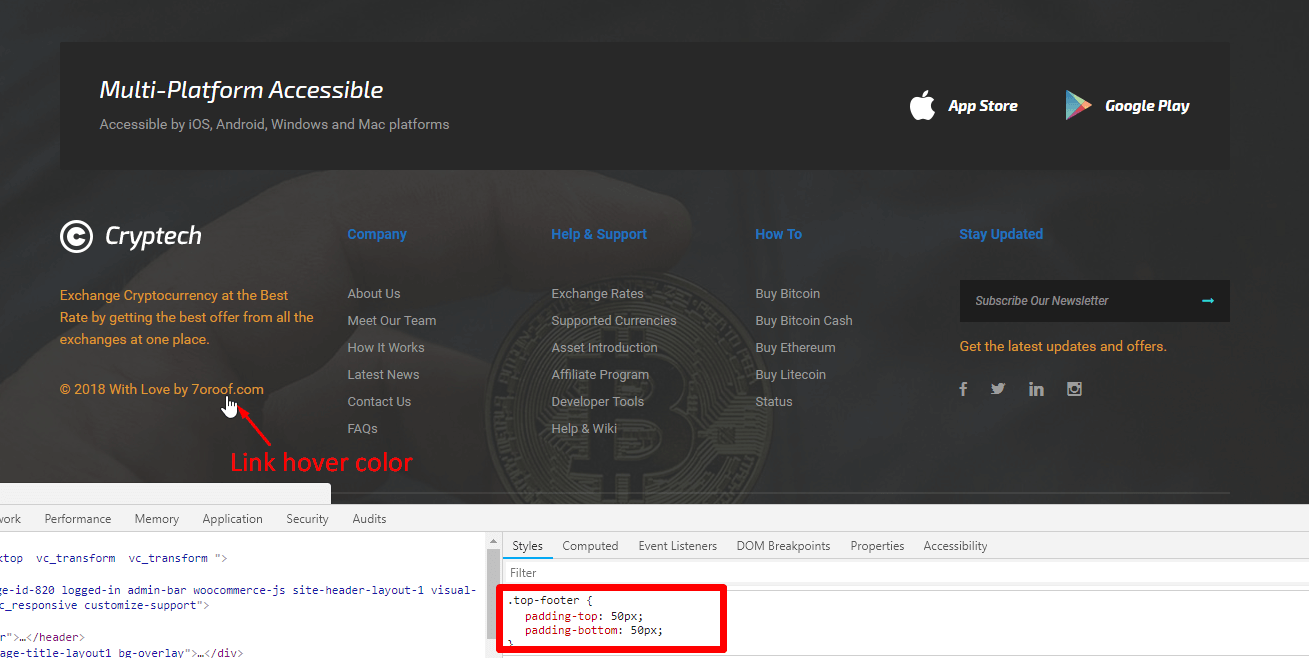 Multi-Platform Accessible
Accessible by iOS, Android, Windows and Mac platforms
App Store
Google Play
Cryptech
Exchange Cryptocurrency at the Best
Rate by getting the best offer from all the
exchanges at one place.
© 2018 With Love by 7oroof.com
Link hover color
Company
About Us
Meet Our Team
How It Works
Latest News
Contact Us
FAQs
Help & Support
Exchange Rates
Supported Currencies
Asset Introduction
Affiliate Program
Developer Tools
Help & Wiki
How To
Buy Bitcoin
Buy Bitcoin Cash
Buy Ethereum
Buy Litecoin
Status
Stay Updated
Subscribe Our Newsletter
Get the latest updates and offers.
work Performance Memory Application Security Audits
ktop vc_transform vc_transform ">
ge-id-820 logged-in admin-bar woocommerce-js site-header-layout-1 visual-
c_responsive customize-support">
r">…</header>
age-title-layout1 bg-overlay">…</div>
Styles Computed Event Listeners DOM Breakpoints Properties Accessibility
Filter
.top-footer {
padding-top: 50px;
padding-bottom: 50px;
}